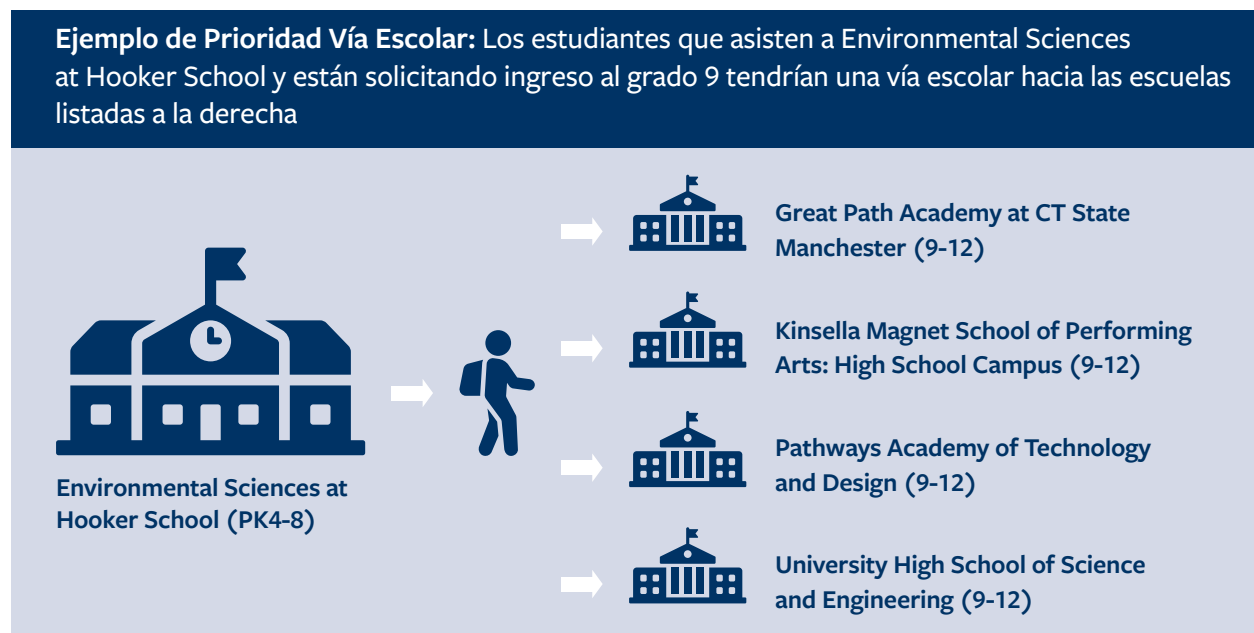 Ejemplo de Prioridad Vía Escolar: Los estudiantes que asisten a Environmental Sciences
at Hooker School y están solicitando ingreso al grado 9 tendrían una vía escolar hacia las escuelas
listadas a la derecha
Environmental Sciences at
Hooker School (PK4-8)
Great Path Academy at CT State
Manchester (9-12)
Kinsella Magnet School of Performing
Arts: High School Campus (9-12)
Pathways Academy of Technology
and Design (9-12)
University High School of Science
and Engineering (9-12)